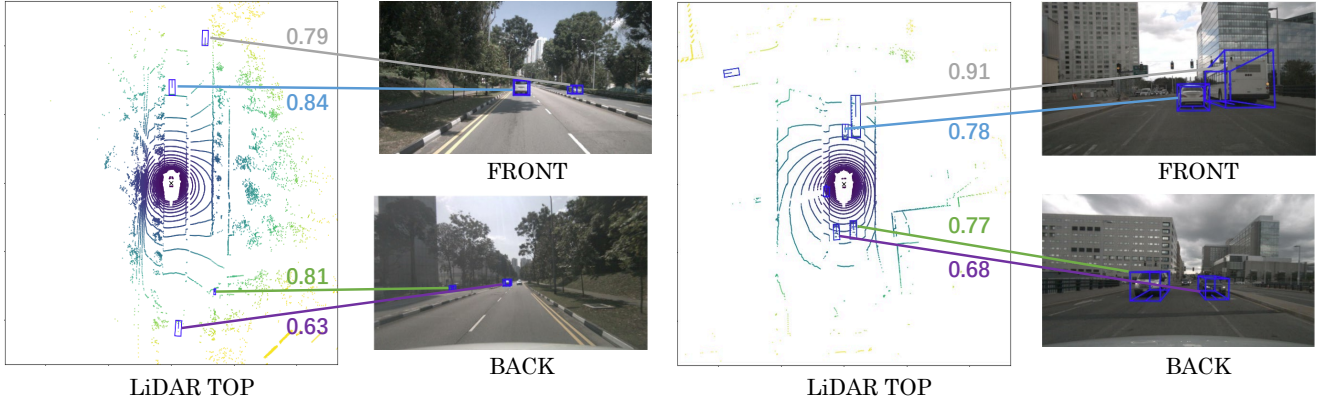 0.79
0.84
FRONT
0.81
0.63
BACK
LiDAR TOP
0.91
0.78
FRONT
0.77
0.68
BACK
LiDAR TOP